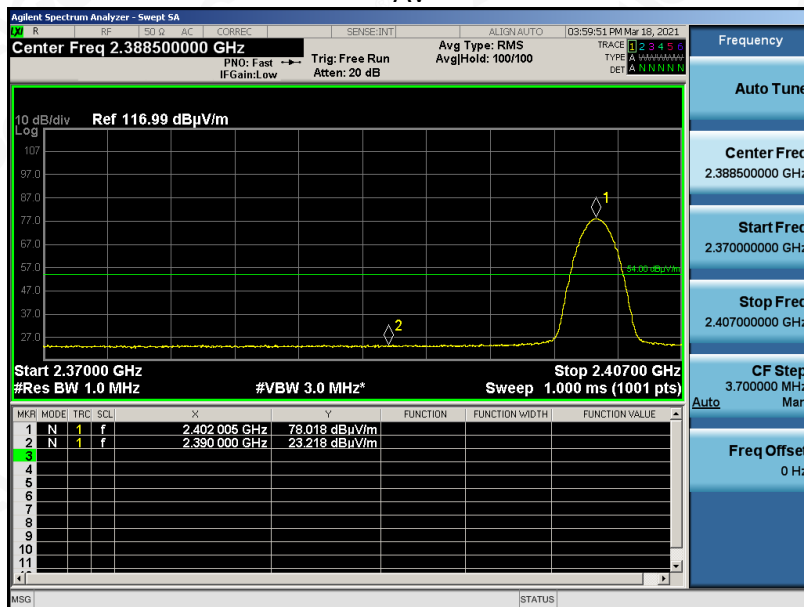 Agilent Spectrum Analyzer - Swept SA
LXI R RF 50 Ω AC CORREC SENSE:INT ALIGN AUTO 03:59:51 PM Mar 18, 2021
Center Freq 2.388500000 GHz
PNO: Fast
IFGain:Low
Trig: Free Run
Atten: 20 dB
Avg Type: RMS
Avg|Hold: 100/100
TRACE 1 2 3 4 5 6
TYPE A WWWWW
DET A N N N N N
10 dB/div Ref 116.99 dBµV/m
Log
107
97.0
87.0
77.0
67.0
57.0
47.0
37.0
27.0
1
54.00 dBµV/m
2
Start 2.37000 GHz Stop 2.40700 GHz
#Res BW 1.0 MHz #VBW 3.0 MHz* Sweep 1.000 ms (1001 pts)
MKR MODE TRC SCL X Y FUNCTION FUNCTION WIDTH FUNCTION VALUE
1 N 1 f 2.402 005 GHz 78.018 dBµV/m
2 N 1 f 2.390 000 GHz 23.218 dBµV/m
3
4
5
6
7
8
9
10
11
MSG STATUS
Frequency
Auto Tune
Center Freq
2.388500000 GHz
Start Freq
2.370000000 GHz
Stop Freq
2.407000000 GHz
CF Step
3.700000 MHz
Auto Man
Freq Offset
0 Hz